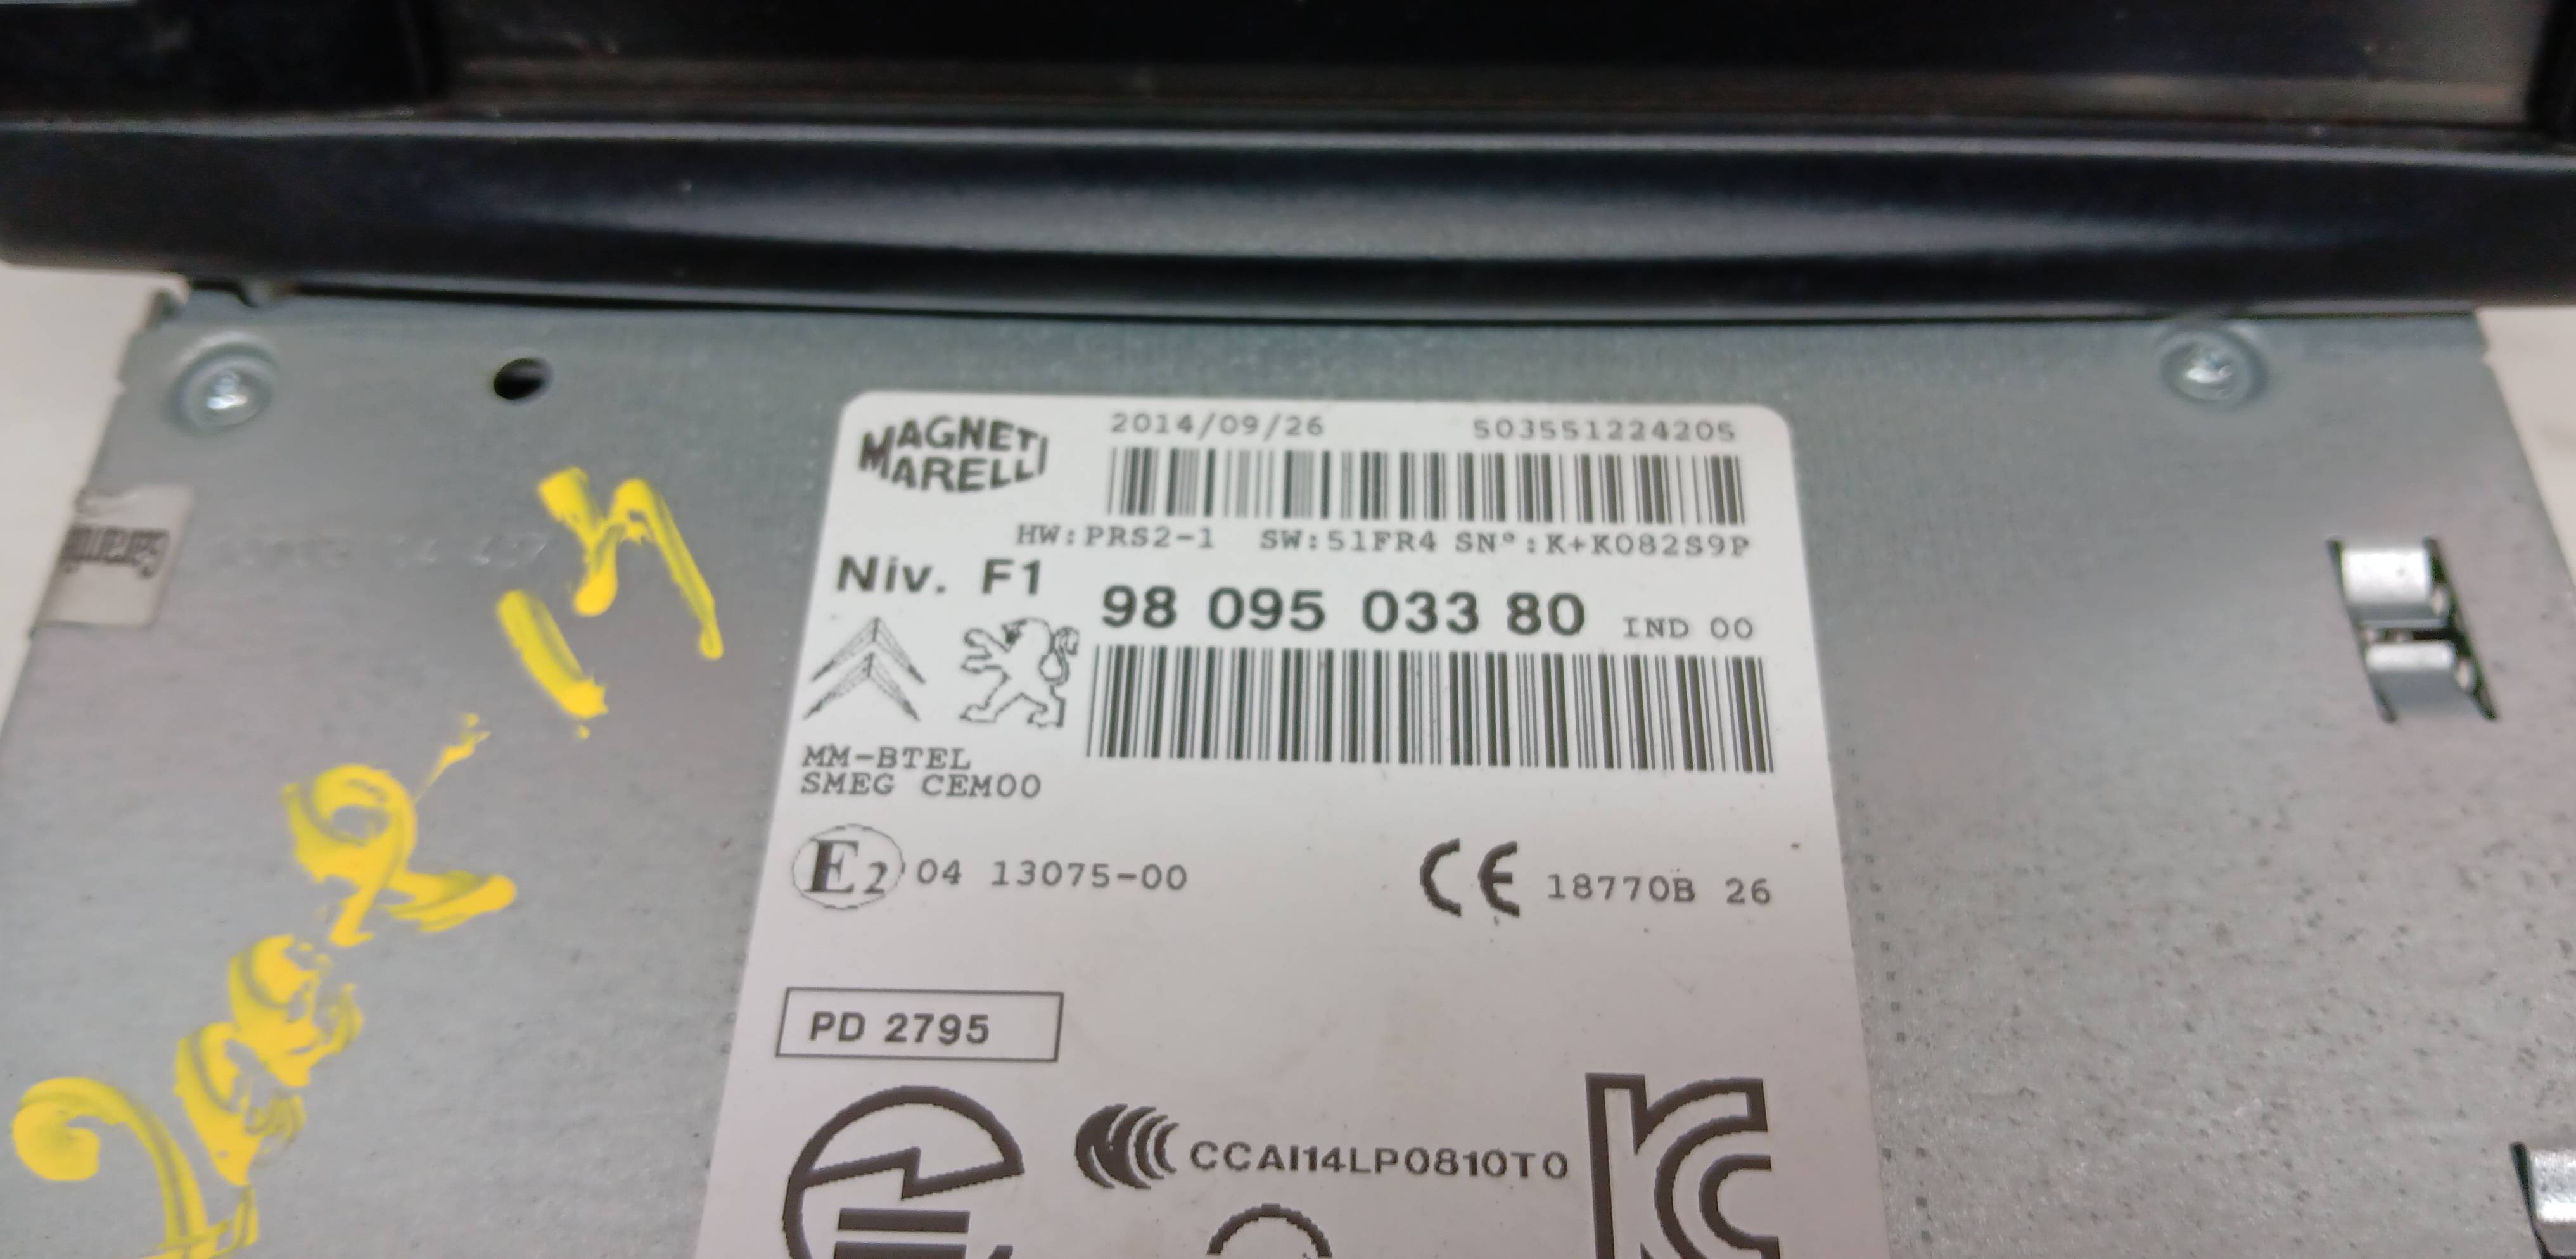 MAGNETI
MARELLI
2014/09/26 50355122420S
HW:PRS2-1 SW:51FR4 SN°:K+K082S9P
Niv. F1
98 095 033 80 IND 00
MM-BTEL
SMEG CEM00
E2 04 13075-00
CE 18770B 26
PD 2795
CCAI14LP0810T0